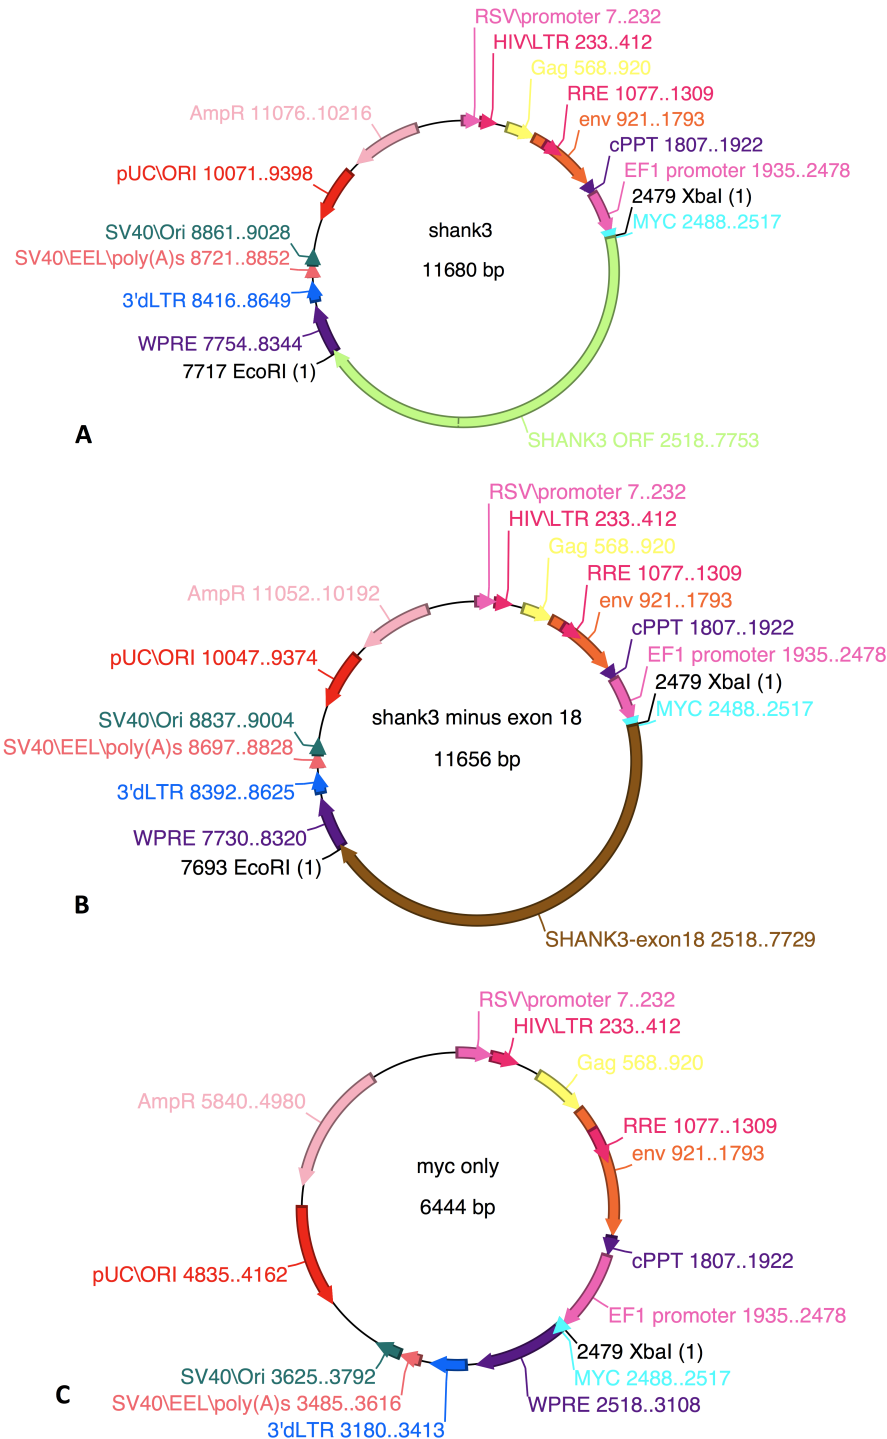 RSV\promoter 7..232
HIV\LTR 233..412
Gag 568..920
RRE 1077..1309
env 921..1793
cPPT 1807..1922
EF1 promoter 1935..2478
2479 XbaI (1)
MYC 2488..2517
AmpR 11076..10216
pUC\ORI 10071..9398
SV40\Ori 8861..9028
SV40\EEL\poly(A)s 8721..8852
3'dLTR 8416..8649
WPRE 7754..8344
7717 EcoRI (1)
shank3
11680 bp
SHANK3 ORF 2518..7753
A
RSV\promoter 7..232
HIV\LTR 233..412
Gag 568..920
RRE 1077..1309
env 921..1793
cPPT 1807..1922
EF1 promoter 1935..2478
2479 XbaI (1)
MYC 2488..2517
AmpR 11052..10192
pUC\ORI 10047..9374
SV40\Ori 8837..9004
SV40\EEL\poly(A)s 8697..8828
3'dLTR 8392..8625
WPRE 7730..8320
7693 EcoRI (1)
shank3 minus exon 18
11656 bp
SHANK3-exon18 2518..7729
B
RSV\promoter 7..232
HIV\LTR 233..412
Gag 568..920
RRE 1077..1309
env 921..1793
cPPT 1807..1922
EF1 promoter 1935..2478
2479 XbaI (1)
MYC 2488..2517
WPRE 2518..3108
AmpR 5840..4980
pUC\ORI 4835..4162
SV40\Ori 3625..3792
SV40\EEL\poly(A)s 3485..3616
3'dLTR 3180..3413
myc only
6444 bp
C